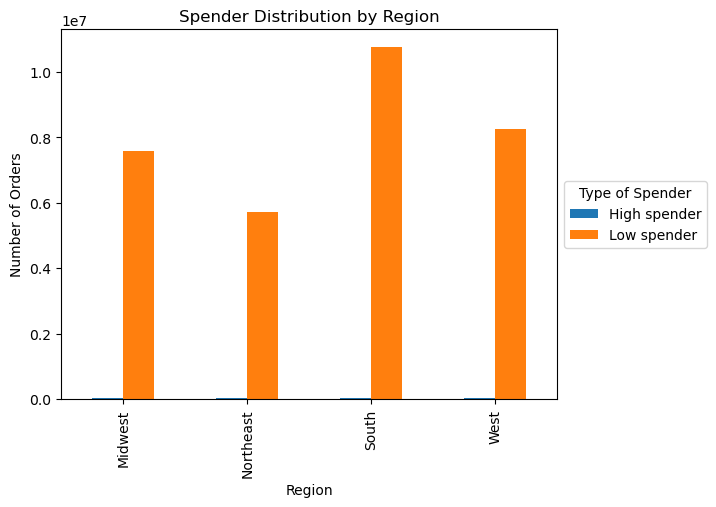 Spender Distribution by Region
1e7
1.0
0.8
0.6
0.4
0.2
0.0
Number of Orders
Midwest
Northeast
South
West
Region
Type of Spender
High spender
Low spender